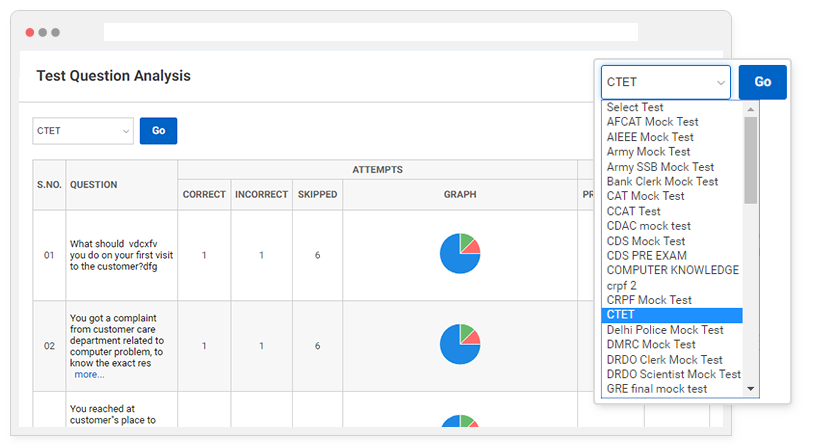 Test Question Analysis
CTET
Go
S.NO.
QUESTION
ATTEMPTS
CORRECT
INCORRECT
SKIPPED
GRAPH
PR
01
What should vdcxfv
you do on your first visit
to the customer?dfg
1
1
6
02
You got a complaint
from customer care
department related to
computer problem, to
know the exact res
more...
1
1
6
You reached at
customer's place to
CTET
Go
Select Test
AFCAT Mock Test
AIEEE Mock Test
Army Mock Test
Army SSB Mock Test
Bank Clerk Mock Test
CAT Mock Test
CCAT Test
CDAC mock test
CDS Mock Test
CDS PRE EXAM
COMPUTER KNOWLEDGE
crpf 2
CRPF Mock Test
CTET
Delhi Police Mock Test
DMRC Mock Test
DRDO Clerk Mock Test
DRDO Scientist Mock Test
GRE final mock test